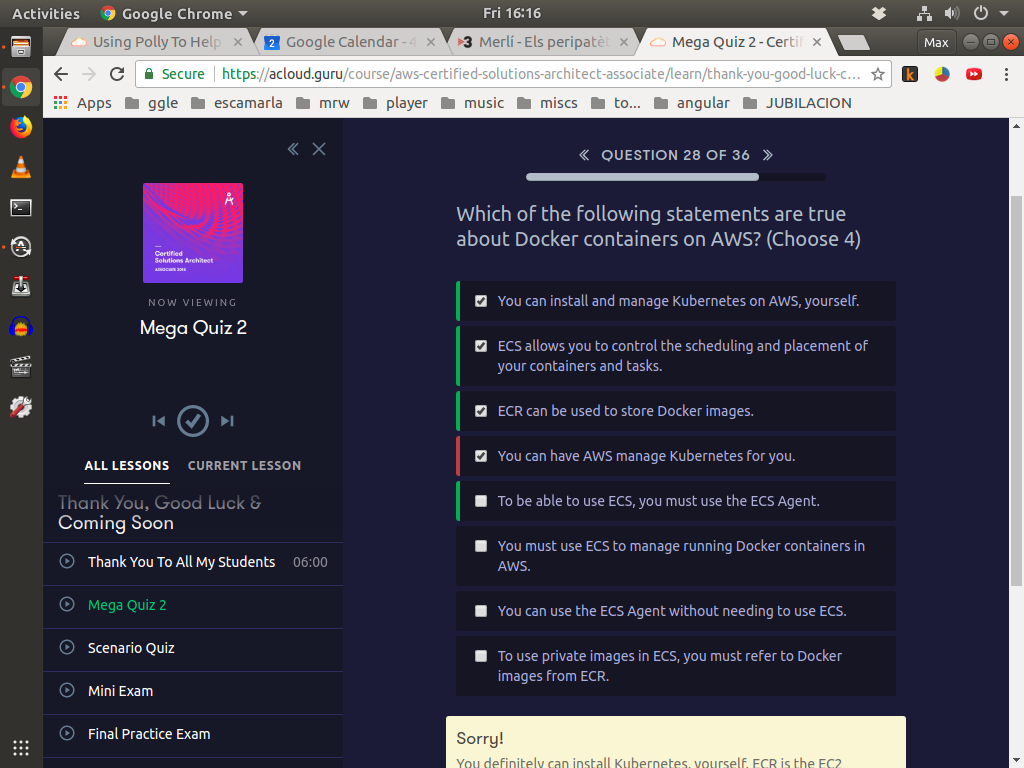 Activities
Google Chrome
Fri 16:16
Using Polly To Help
Google Calendar - 4
Merlí - Els peripatèt
Mega Quiz 2 - Certif
Max
Secure
https://acloud.guru/course/aws-certified-solutions-architect-associate/learn/thank-you-good-luck-c...
Apps
ggle
escamarla
mrw
player
music
miscs
to...
angular
JUBILACION
Certified
Solutions Architect
ASSOCIATE 2018
NOW VIEWING
Mega Quiz 2
ALL LESSONS
CURRENT LESSON
Thank You, Good Luck &
Coming Soon
Thank You To All My Students 06:00
Mega Quiz 2
Scenario Quiz
Mini Exam
Final Practice Exam
QUESTION 28 OF 36
Which of the following statements are true
about Docker containers on AWS? (Choose 4)
You can install and manage Kubernetes on AWS, yourself.
ECS allows you to control the scheduling and placement of
your containers and tasks.
ECR can be used to store Docker images.
You can have AWS manage Kubernetes for you.
To be able to use ECS, you must use the ECS Agent.
You must use ECS to manage running Docker containers in
AWS.
You can use the ECS Agent without needing to use ECS.
To use private images in ECS, you must refer to Docker
images from ECR.
Sorry!
You definitely can install Kubernetes, yourself. ECR is the EC2